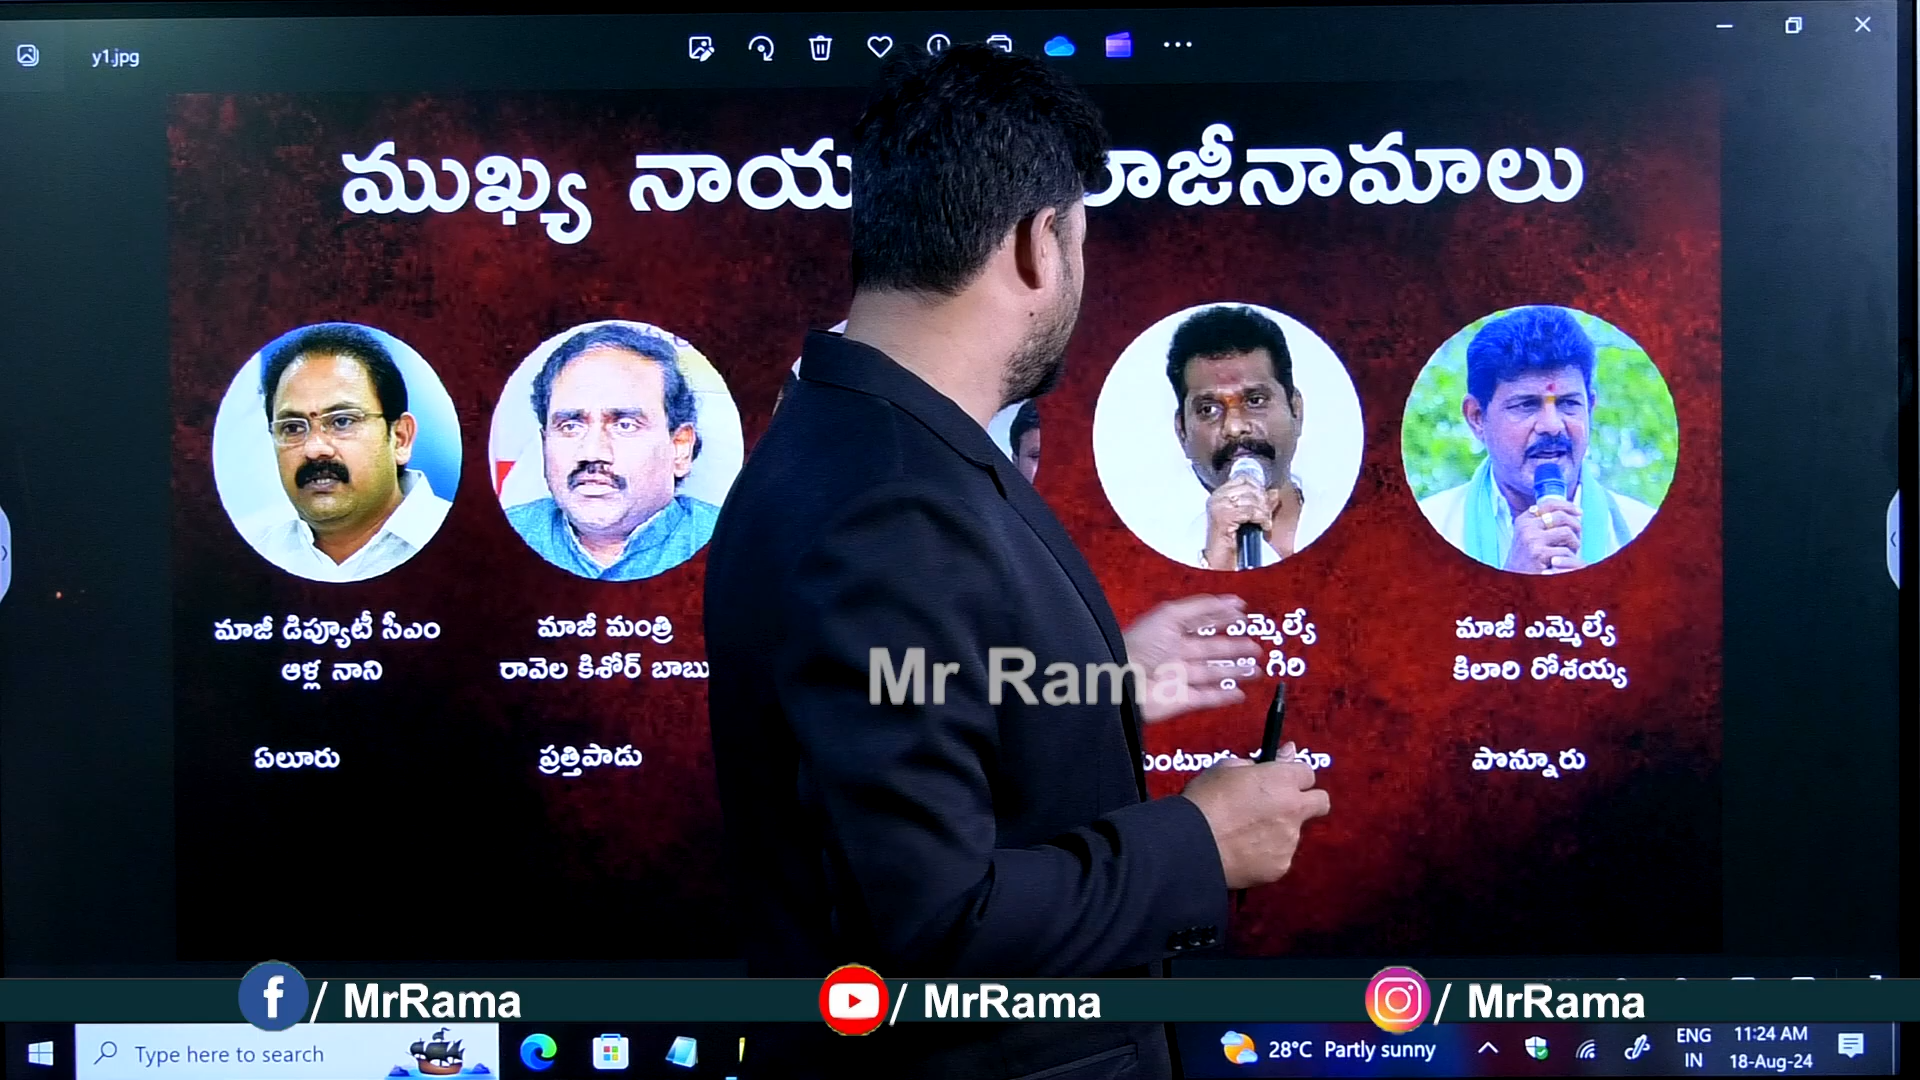 y1.jpg
ముఖ్య నాయ
మాజీ డిప్యూటీ సీఎం
ఆళ్ల నాని
ఏలూరు
మాజీ మంత్రి
రావెల కిశోర్ బాబు
ప్రత్తిపాడు
ఎమ్మెల్యే
గిరి
మాజీ ఎమ్మెల్యే
కిలారి రోశయ్య
పొన్నూరు
Mr Rama
/ MrRama
/ MrRama
/ MrRama
Type here to search
28°C Partly sunny
ENG
IN
11:24 AM
18-Aug-24